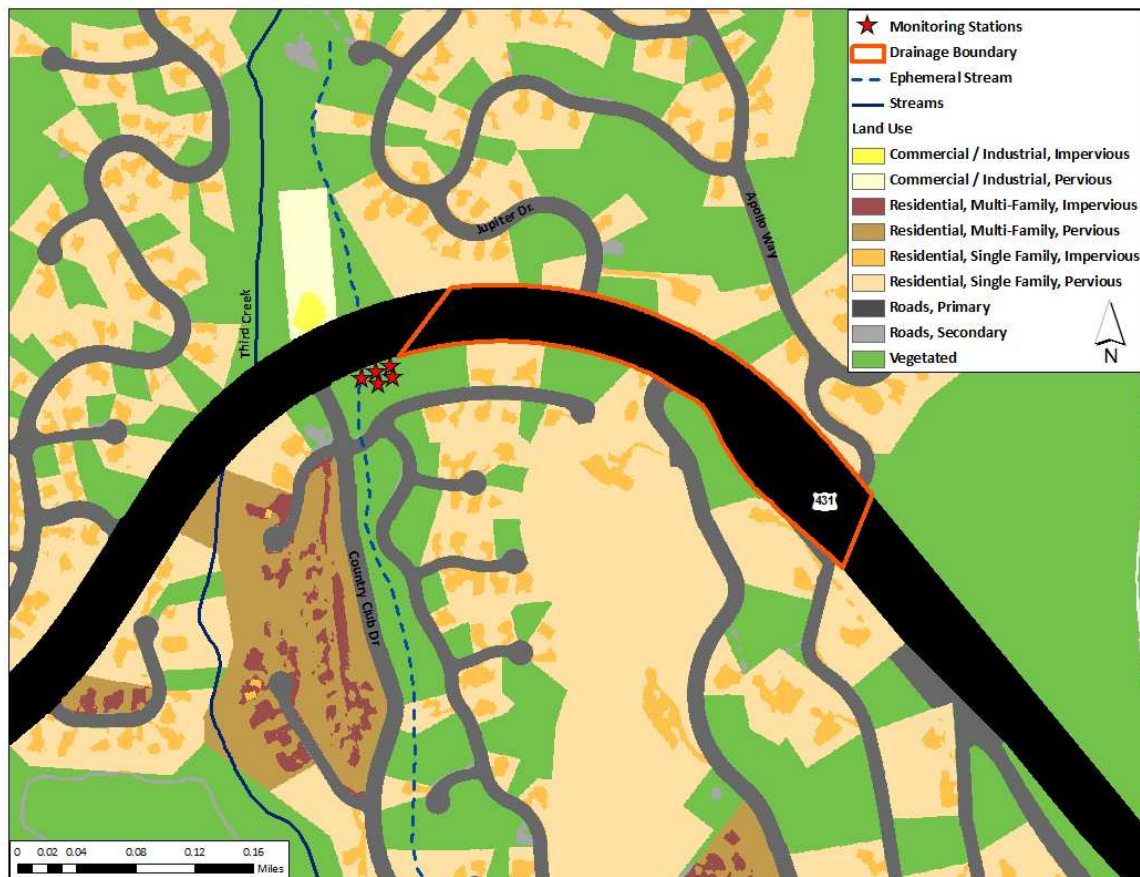 Monitoring Stations
Drainage Boundary
Ephemeral Stream
Streams
Land Use
Commercial / Industrial, Impervious
Commercial / Industrial, Pervious
Residential, Multi-Family, Impervious
Residential, Multi-Family, Pervious
Residential, Single Family, Impervious
Residential, Single Family, Pervious
Roads, Primary
Roads, Secondary
Vegetated
N
Jupiter Dr.
Apollo Way
Third Creek
431
Country Club Dr
0 0.02 0.04 0.08 0.12 0.16
Miles